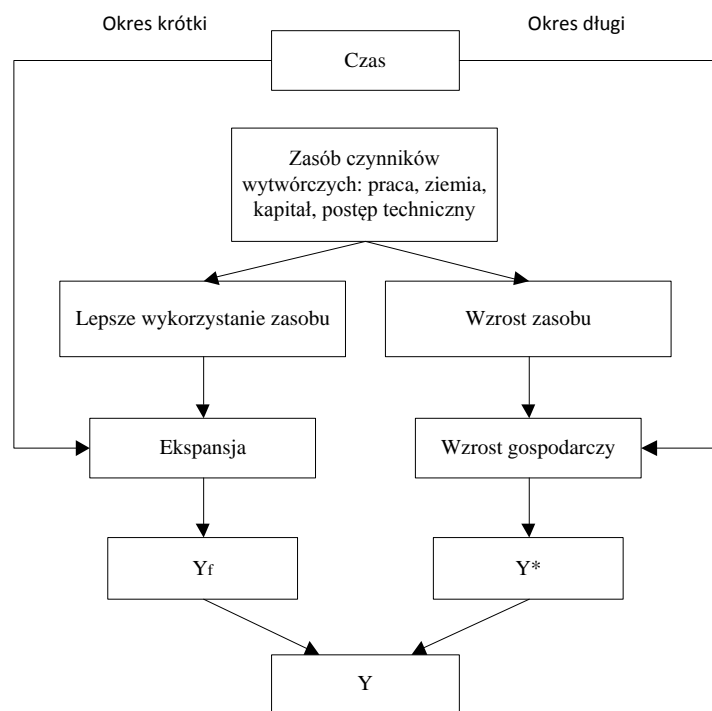 Okres krótki
Okres długi
Czas
Zasób czynników
wytwórczych: praca, ziemia,
kapitał, postęp techniczny
Lepsze wykorzystanie zasobu
Wzrost zasobu
Ekspansja
Wzrost gospodarczy
Yf
Y*
Y